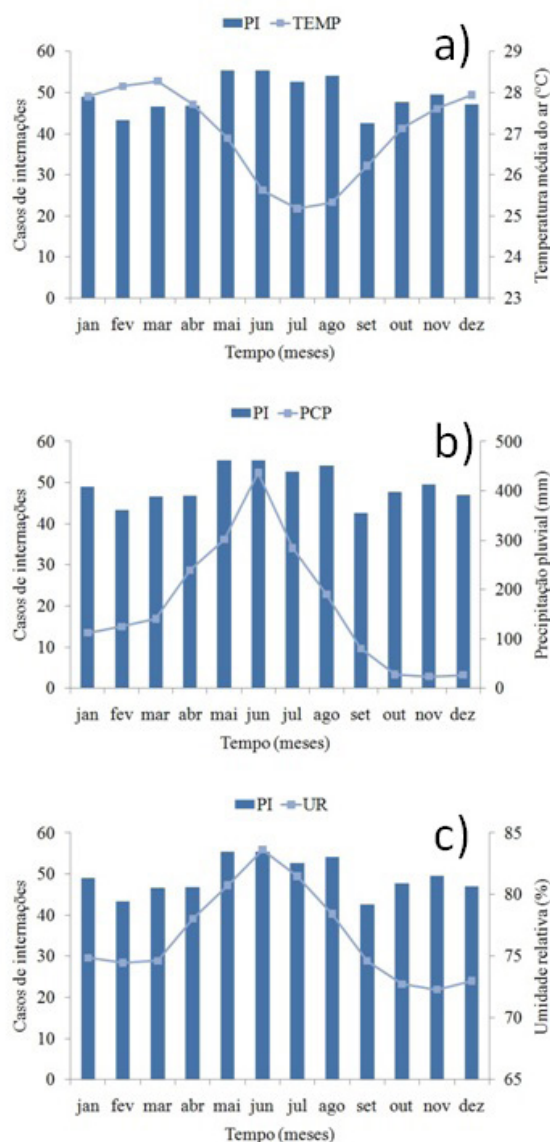 PI TEMP
a)
60 29
50 28
40 27
30 26
20 25
10 24
0 23
Casos de internações
Temperatura média do ar (°C)
jan fev mar abr mai jun jul ago set out nov dez
Tempo (meses)
PI PCP
b)
60 500
50 400
40 300
30 200
20 100
10 0
0
Casos de internações
Precipitação pluvial (mm)
jan fev mar abr mai jun jul ago set out nov dez
Tempo (meses)
PI UR
c)
60 85
50 80
40 75
30 70
20 65
10
0
Casos de internações
Umidade relativa (%)
jan fev mar abr mai jun jul ago set out nov dez
Tempo (meses)